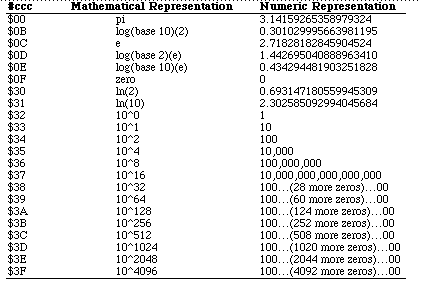 #ccc Mathematical Representation Numeric Representation
$00 pi 3.14159265358979324
$0B log(base 10)(2) 0.301029995663981195
$0C e 2.71828182845904524
$0D log(base 2)(e) 1.442695040888963410
$0E log(base 10)(e) 0.434294481903251828
$0F zero 0
$30 ln(2) 0.693147180559945309
$31 ln(10) 2.302585092994045684
$32 10^0 1
$33 10^1 10
$34 10^2 100
$35 10^4 10,000
$36 10^8 100,000,000
$37 10^16 10,000,000,000,000,000
$38 10^32 100...(28 more zeros)...00
$39 10^64 100...(60 more zeros)...00
$3A 10^128 100...(124 more zeros)...00
$3B 10^256 100...(252 more zeros)...00
$3C 10^512 100...(508 more zeros)...00
$3D 10^1024 100...(1020 more zeros)...00
$3E 10^2048 100...(2044 more zeros)...00
$3F 10^4096 100...(4092 more zeros)...00